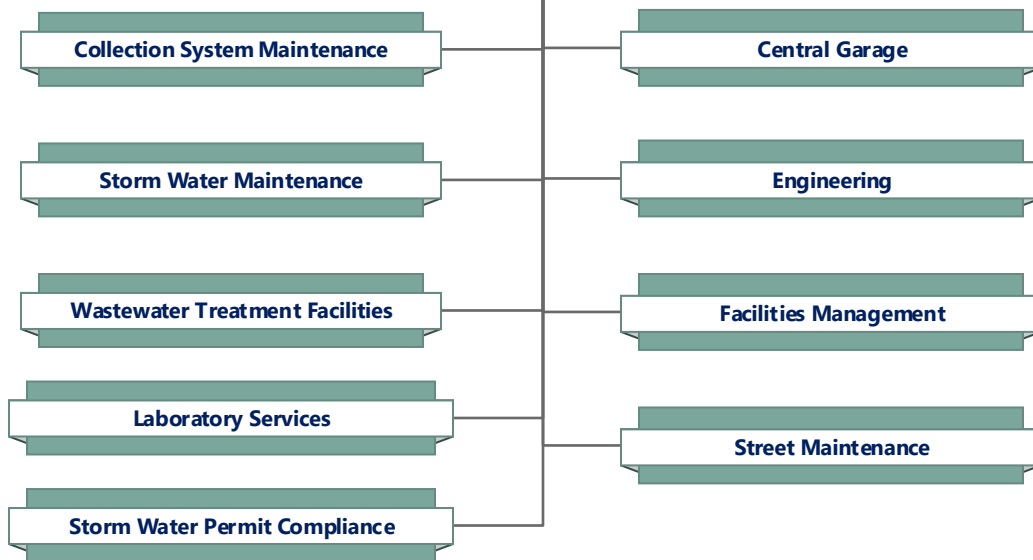 Collection System Maintenance
Central Garage
Storm Water Maintenance
Engineering
Wastewater Treatment Facilities
Facilities Management
Laboratory Services
Street Maintenance
Storm Water Permit Compliance